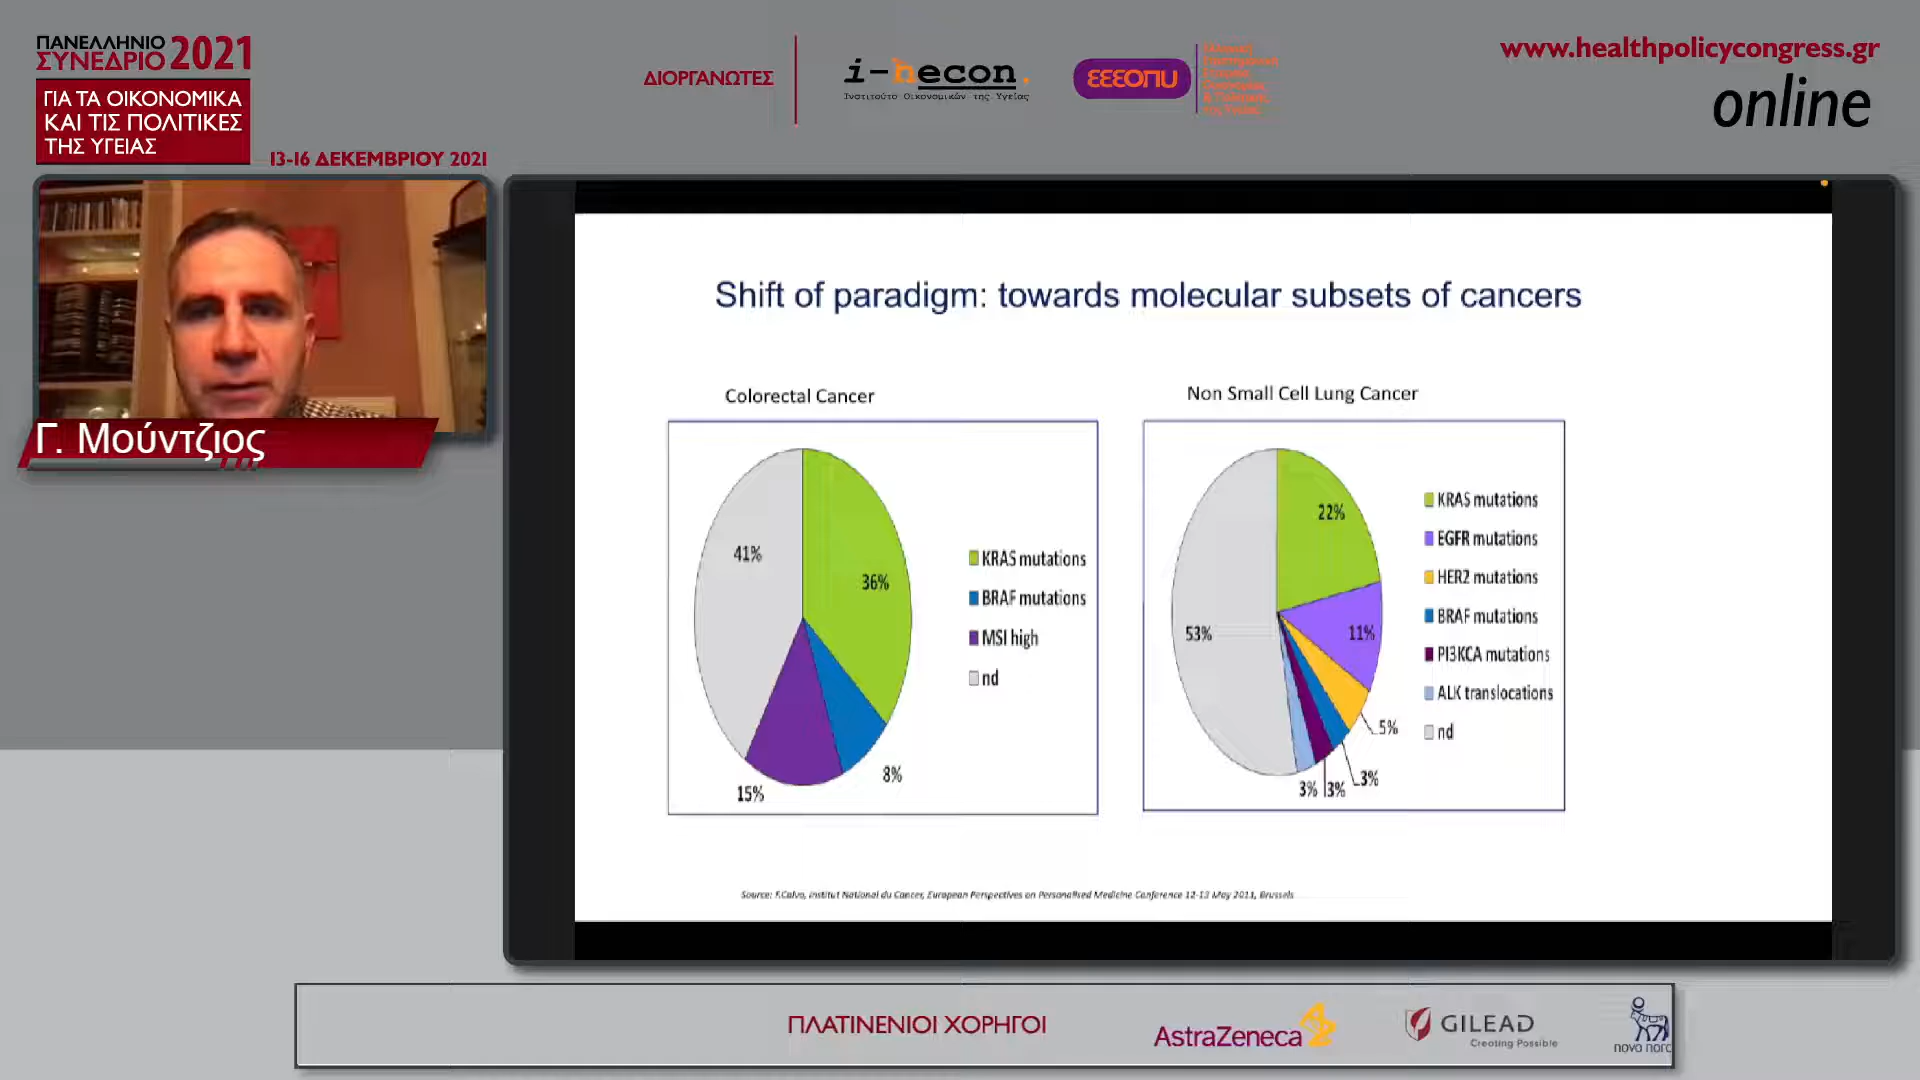 ΠΑΝΕΛΛΗΝΙΟ
ΣΥΝΕΔΡΙΟ 2021
ΓΙΑ ΤΑ ΟΙΚΟΝΟΜΙΚΑ
ΚΑΙ ΤΙΣ ΠΟΛΙΤΙΚΕΣ
ΤΗΣ ΥΓΕΙΑΣ
13-16 ΔΕΚΕΜΒΡΙΟΥ 2021
ΔΙΟΡΓΑΝΩΤΕΣ
i-hecon.
Ινστιτούτο Οικονομικών της Υγείας
ΕΕΕΟΠΥ
www.healthpolicycongress.gr
online
Γ. Μούντζιος
Shift of paradigm: towards molecular subsets of cancers
Colorectal Cancer
41%
36%
15%
8%
KRAS mutations
BRAF mutations
MSI high
nd
Non Small Cell Lung Cancer
22%
53%
11%
5%
3%
3%
3%
KRAS mutations
EGFR mutations
HER2 mutations
BRAF mutations
PI3KCA mutations
ALK translocations
nd
Source: F.Calvo, Institut National du Cancer, European Perspectives on Personalised Medicine Conference 12-13 May 2011, Brussels
ΠΛΑΤΙΝΕΝΙΟΙ ΧΟΡΗΓΟΙ
AstraZeneca
GILEAD
Creating Possible
novo nord